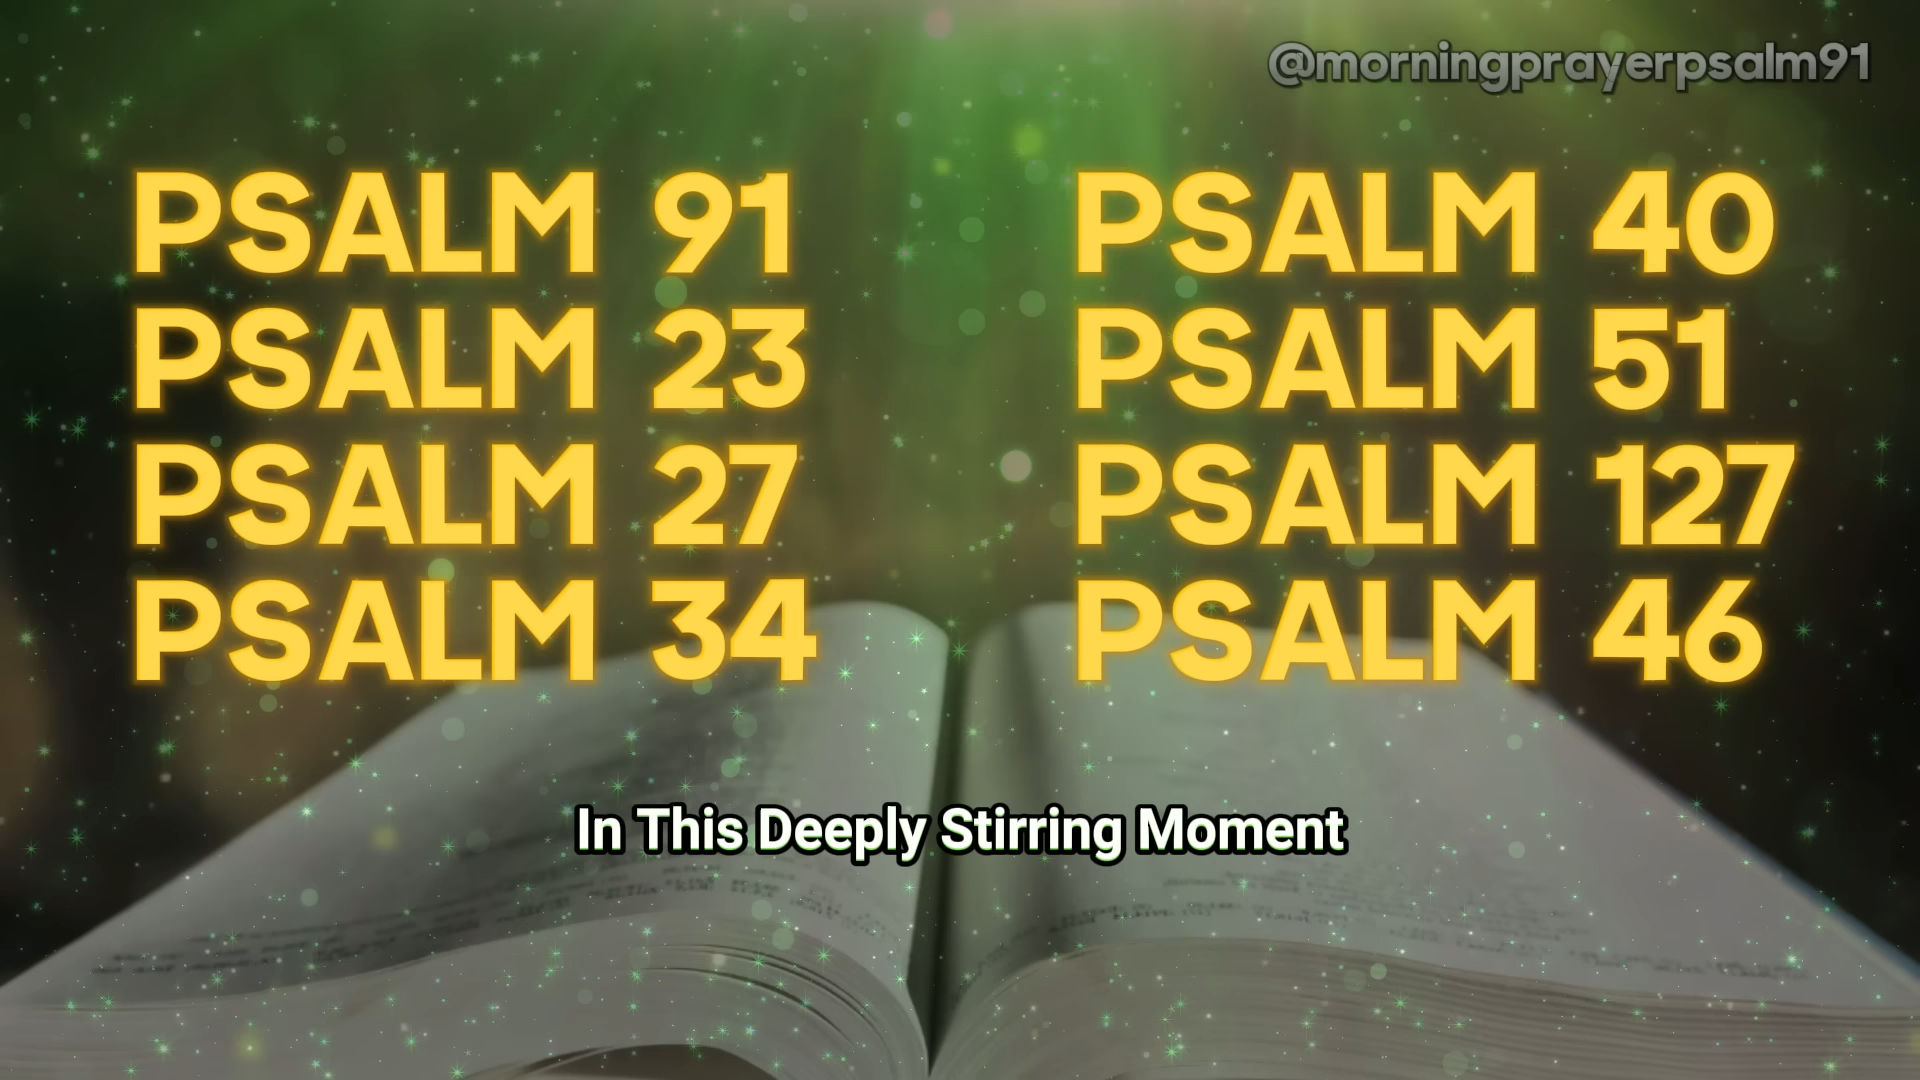 @morningprayerpsalm91
PSALM 91
PSALM 23
PSALM 27
PSALM 34
PSALM 40
PSALM 51
PSALM 127
PSALM 46
In This Deeply Stirring Moment